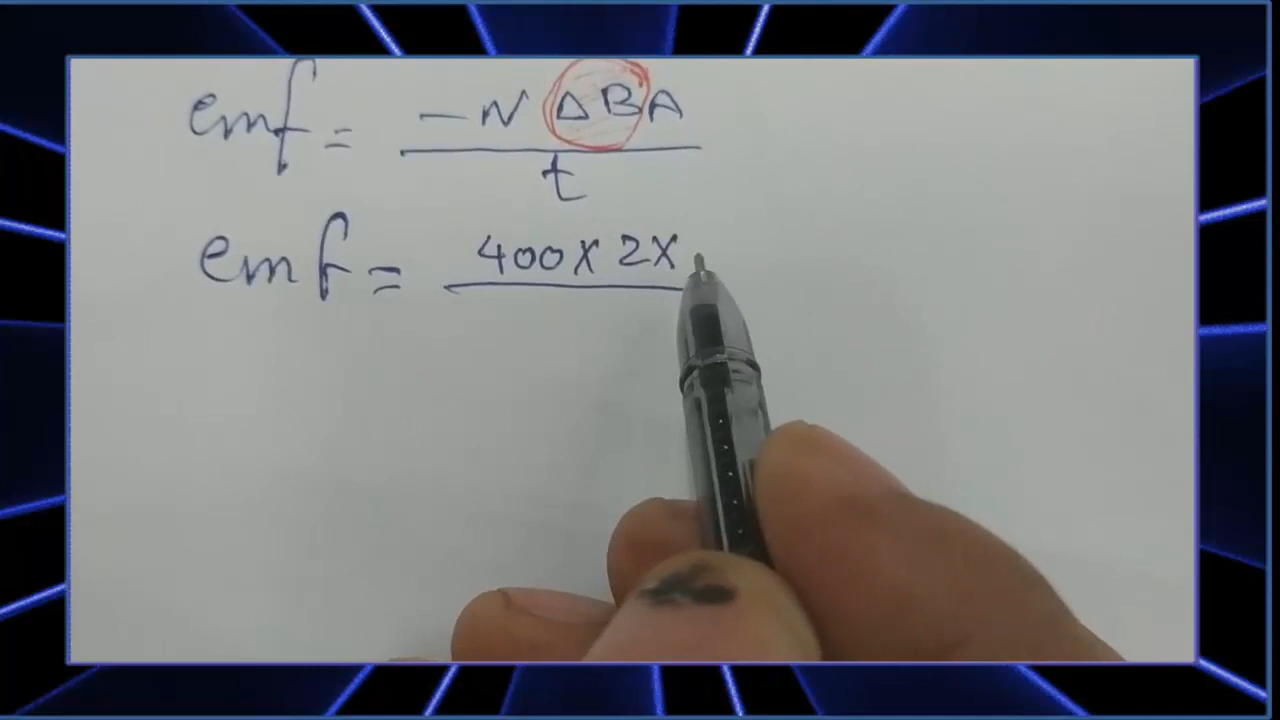 emf = -NΔBA
t
emf = 400 x 2 x